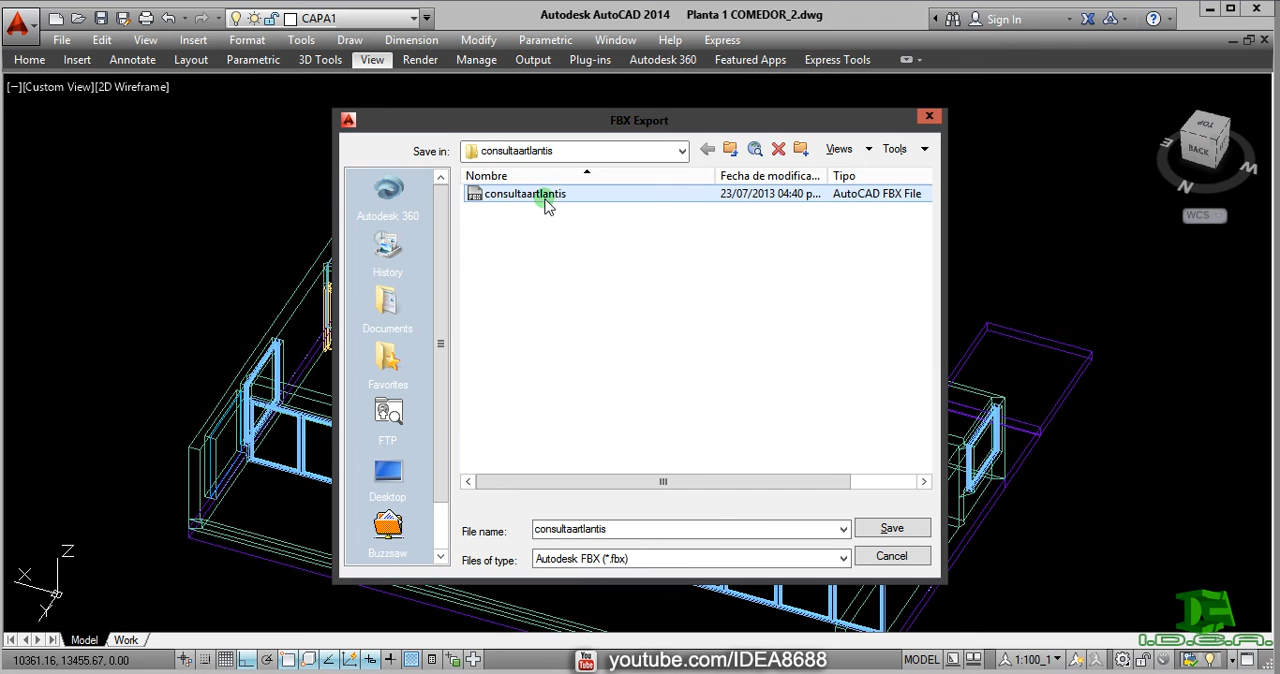 CAPA1
Autodesk AutoCAD 2014 Planta 1 COMEDOR_2.dwg
Sign In
File Edit View Insert Format Tools Draw Dimension Modify Parametric Window Help Express
Home Insert Annotate Layout Parametric 3D Tools View Render Manage Output Plug-ins Autodesk 360 Featured Apps Express Tools
[−][Custom View][2D Wireframe]
FBX Export
TOP
BACK
E
W
N
WCS
Save in: consultaartlantis Views Tools
Nombre Fecha de modifica... Tipo
FBX consultaartlantis 23/07/2013 04:40 p... AutoCAD FBX File
Autodesk 360
History
Documents
Favorites
FTP
Desktop
Buzzsaw
File name: consultaartlantis Save
Files of type: Autodesk FBX (*.fbx) Cancel
Z
X
Y
I.D.E.A.
Model Work
10361.16, 13455.67, 0.00
You Tube youtube.com/IDEA8688
MODEL 1:100_1